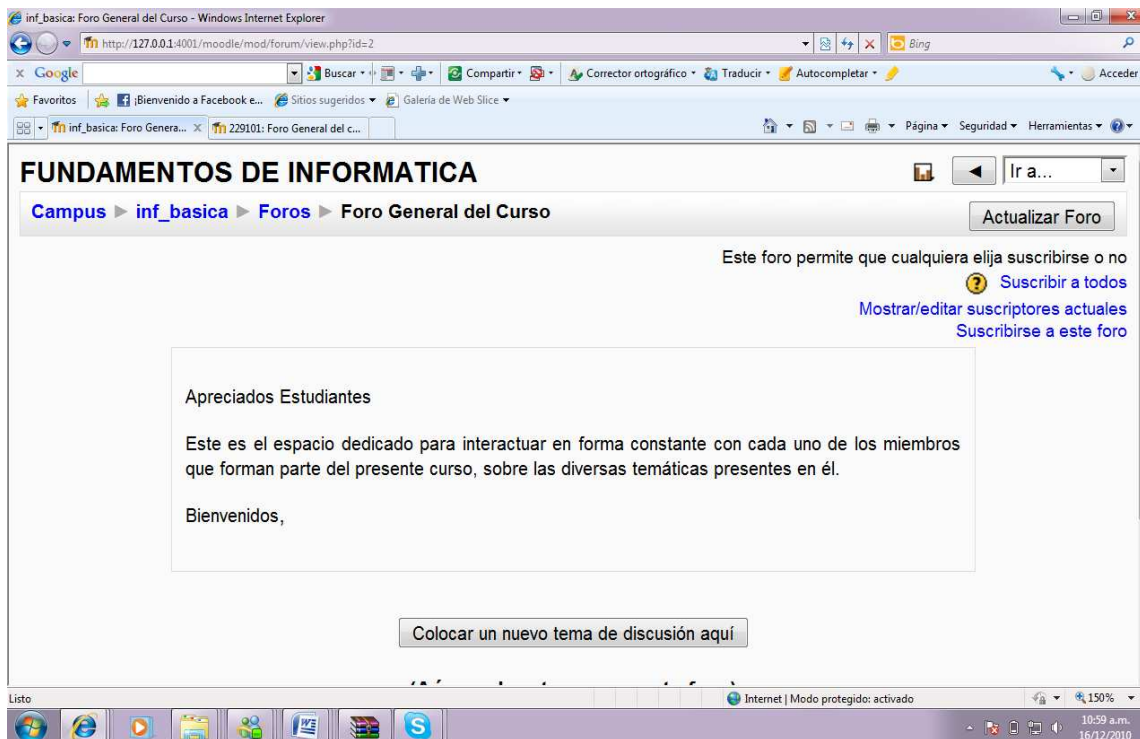 inf_basica: Foro General del Curso - Windows Internet Explorer
http://127.0.0.1:4001/moodle/mod/forum/view.php?id=2
Bing
x Google Buscar Compartir Corrector ortográfico Traducir Autocompletar Acceder
Favoritos ¡Bienvenido a Facebook e... Sitios sugeridos Galería de Web Slice
inf_basica: Foro Genera... X 229101: Foro General del c... Página Seguridad Herramientas
FUNDAMENTOS DE INFORMATICA
Ir a...
Campus ► inf_basica ► Foros ► Foro General del Curso
Actualizar Foro
Este foro permite que cualquiera elija suscribirse o no
Suscribir a todos
Mostrar/editar suscriptores actuales
Suscribirse a este foro
Apreciados Estudiantes
Este es el espacio dedicado para interactuar en forma constante con cada uno de los miembros
que forman parte del presente curso, sobre las diversas temáticas presentes en él.
Bienvenidos,
Colocar un nuevo tema de discusión aquí
Listo
Internet | Modo protegido: activado
150%
10:59 a.m.
16/12/2010